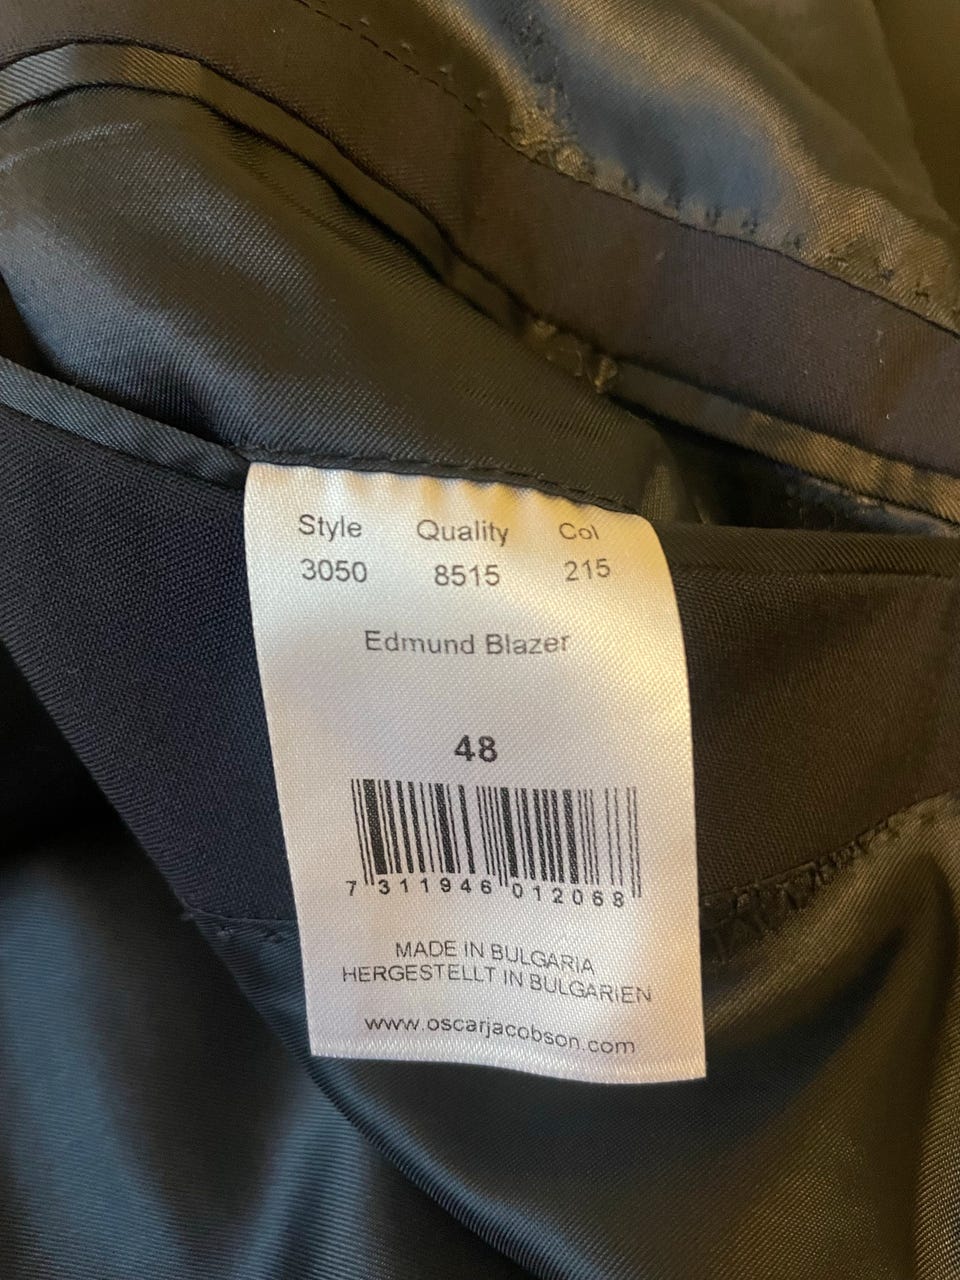 Style Quality Col
3050 8515 215
Edmund Blazer
48
7 311946 012068
MADE IN BULGARIA
HERGESTELLT IN BULGARIEN
www.oscarjacobson.com